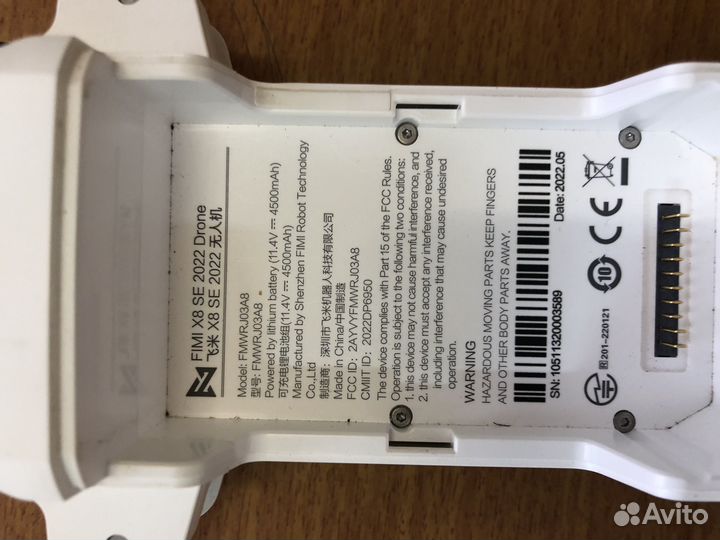 FIMI X8 SE 2022 Drone
飞米 X8 SE 2022 无人机
Model: FMWRJ03A8
型号: FMWRJ03A8
Powered by lithium battery (11.4V⎓4500mAh)
可充电锂电池组(11.4V⎓4500mAh)
Manufactured by Shenzhen FIMI Robot Technology
Co.,Ltd
制造商：深圳市飞米机器人科技有限公司
Made in China/中国制造
FCC ID: 2AYVYFMWRJ03A8
CMIIT ID: 2022DP6950
The device complies with Part 15 of the FCC Rules.
Operation is subject to the following two conditions:
1. this device may not cause harmful interference, and
2. this device must accept any interference received,
including interference that may cause undesired
operation.
WARNING
HAZARDOUS MOVING PARTS KEEP FINGERS
AND OTHER BODY PARTS AWAY.
SN: 10511320003589
Date: 2022.05
10
CE
201-220121
Avito